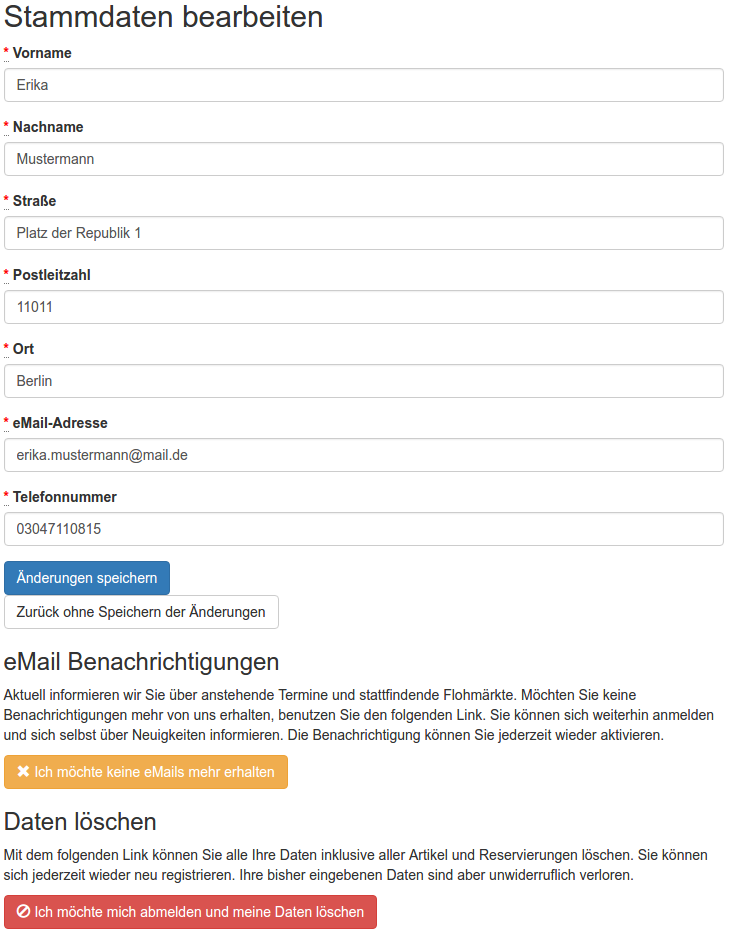 Stammdaten bearbeiten
* Vorname
Erika
* Nachname
Mustermann
* Straße
Platz der Republik 1
* Postleitzahl
11011
* Ort
Berlin
* eMail-Adresse
erika.mustermann@mail.de
* Telefonnummer
03047110815
Änderungen speichern
Zurück ohne Speichern der Änderungen
eMail Benachrichtigungen
Aktuell informieren wir Sie über anstehende Termine und stattfindende Flohmärkte. Möchten Sie keine
Benachrichtigungen mehr von uns erhalten, benutzen Sie den folgenden Link. Sie können sich weiterhin anmelden
und sich selbst über Neuigkeiten informieren. Die Benachrichtigung können Sie jederzeit wieder aktivieren.
Ich möchte keine eMails mehr erhalten
Daten löschen
Mit dem folgenden Link können Sie alle Ihre Daten inklusive aller Artikel und Reservierungen löschen. Sie können
sich jederzeit wieder neu registrieren. Ihre bisher eingebenen Daten sind aber unwiderruflich verloren.
Ich möchte mich abmelden und meine Daten löschen